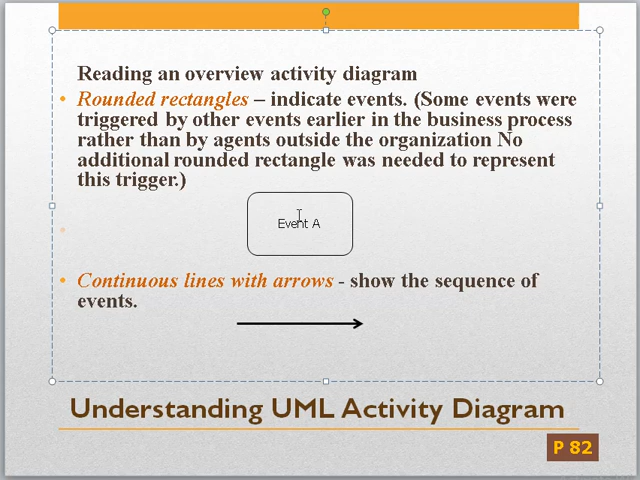 Reading an overview activity diagram
• Rounded rectangles – indicate events. (Some events were
triggered by other events earlier in the business process
rather than by agents outside the organization No
additional rounded rectangle was needed to represent
this trigger.)
Event A
• Continuous lines with arrows - show the sequence of
events.
Understanding UML Activity Diagram
P 82